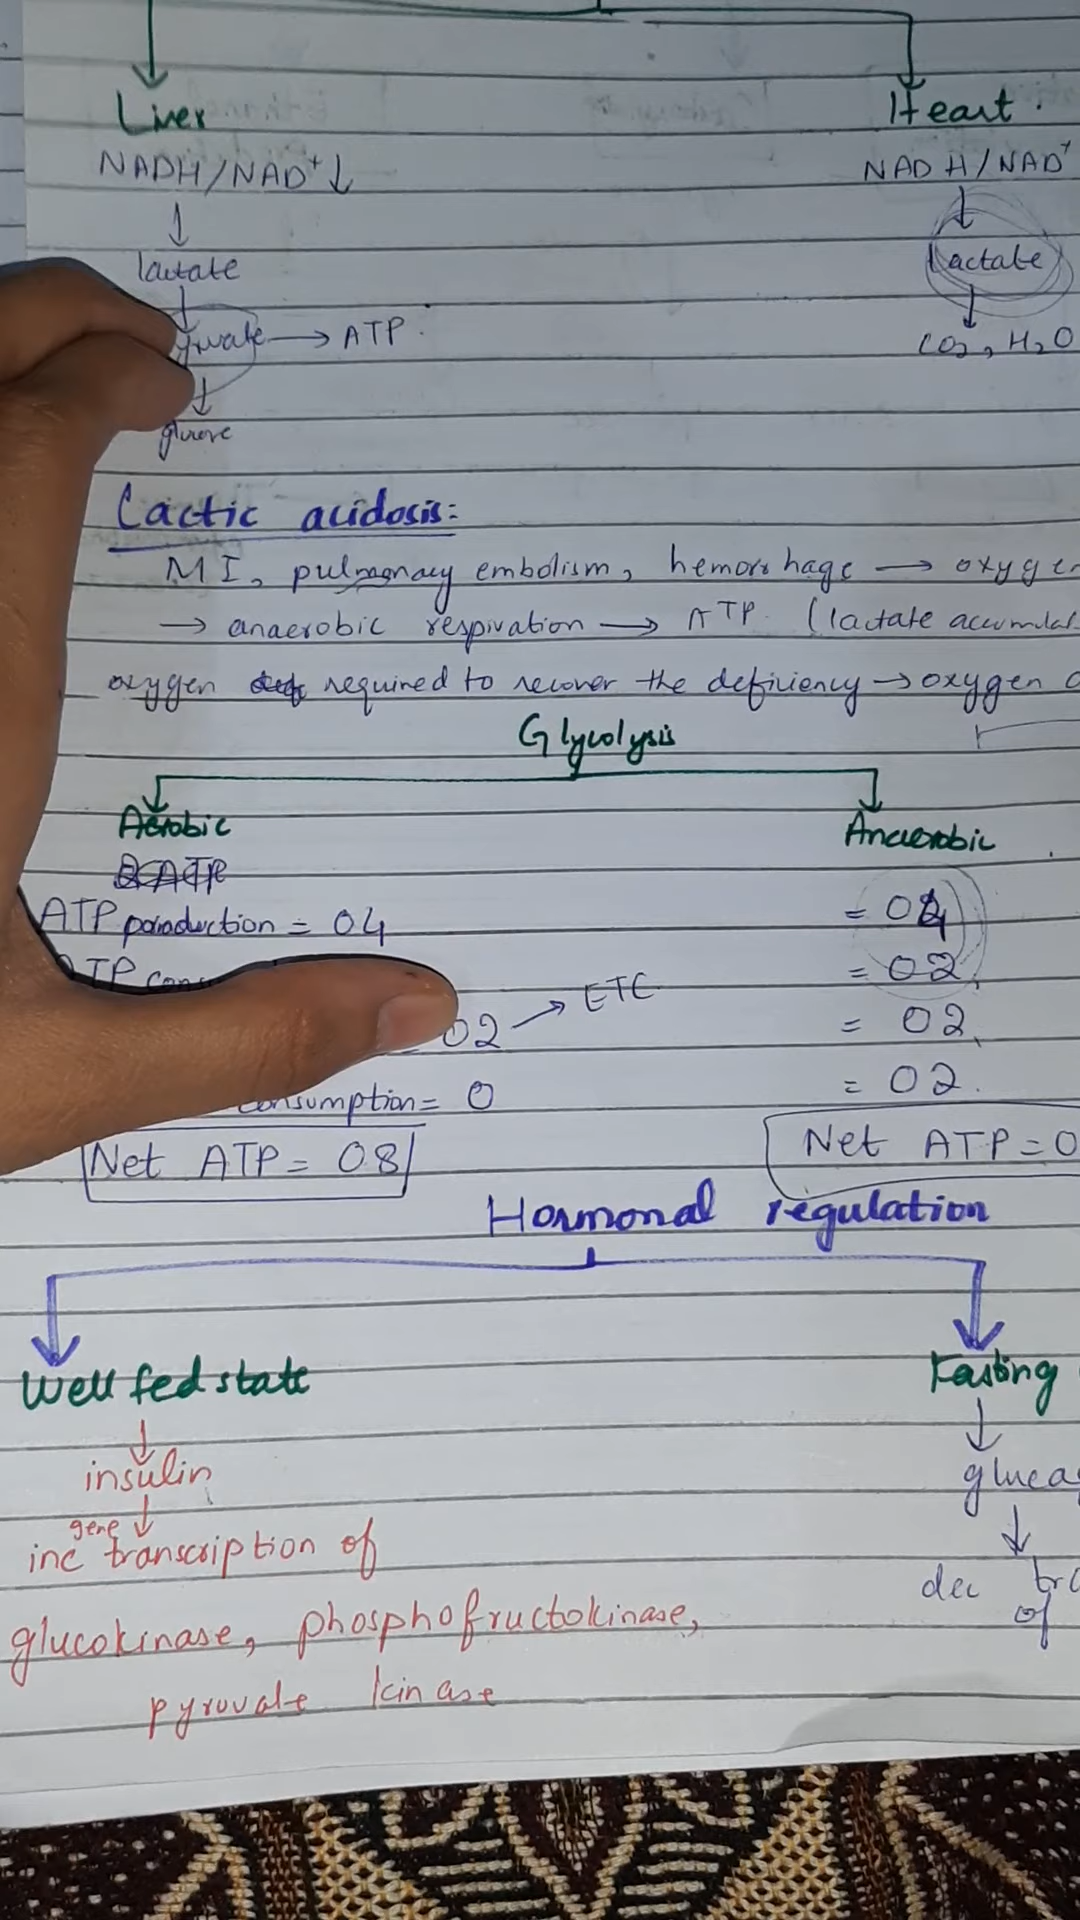 Liver
Heart.
NADH/NAD+ ↓
NADH/NAD+
↓
↓
lactate
Lactate
↓
↓
→ ATP.
CO2, H2O
↓
Lactic acidosis:
MI, pulmonary embolism, hemorrhage →
→ anaerobic respiration → ATP. (lactate
oxygen required to recover the deficiency → oxygen
Glycolysis
Aerobic
Anaerobic
2 ATP
ATP production = 04
= 04
ATP
= 02
02 → ETC
= 02
consumption = 0
= 02.
Net ATP = 08
Net ATP = 0
Hormonal regulation
Well fed state
Fasting
↓
↓
insulin
gene ↓
↓
inc transcription of
dec
of
glucokinase, phosphofructokinase,
pyruvate kinase